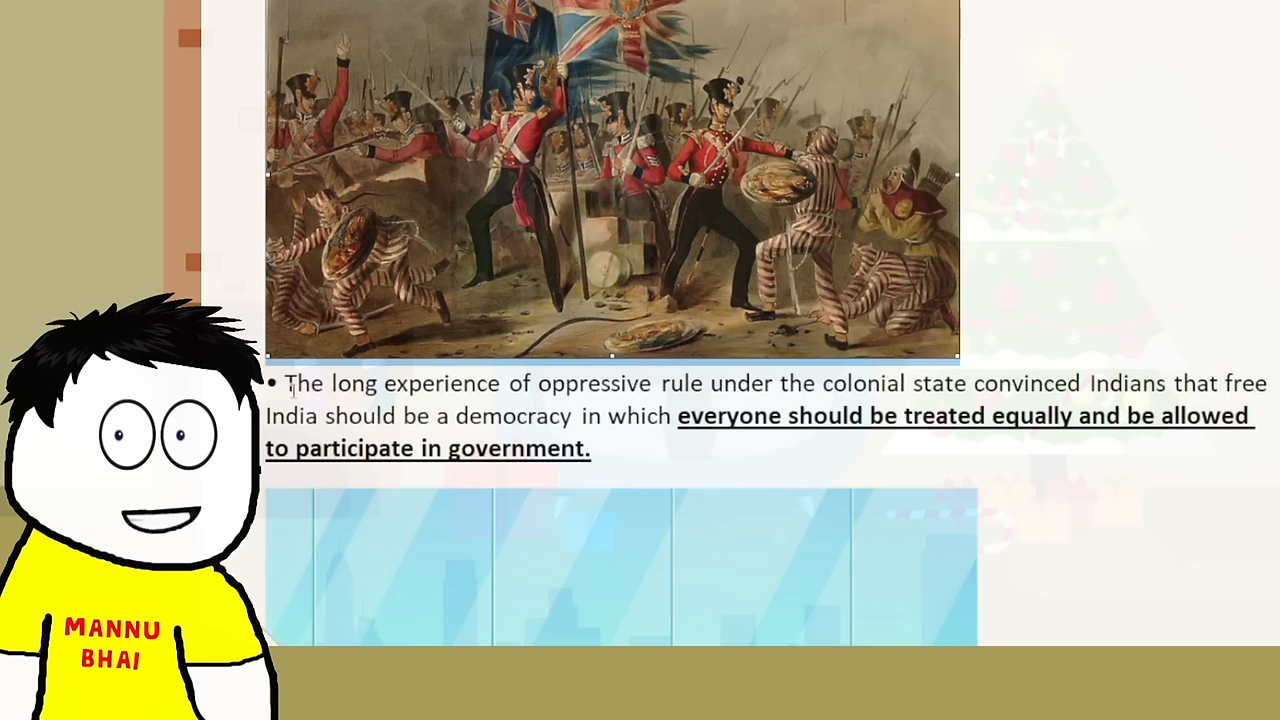 • The long experience of oppressive rule under the colonial state convinced Indians that free
India should be a democracy in which everyone should be treated equally and be allowed
to participate in government.
MANNU
BHAI